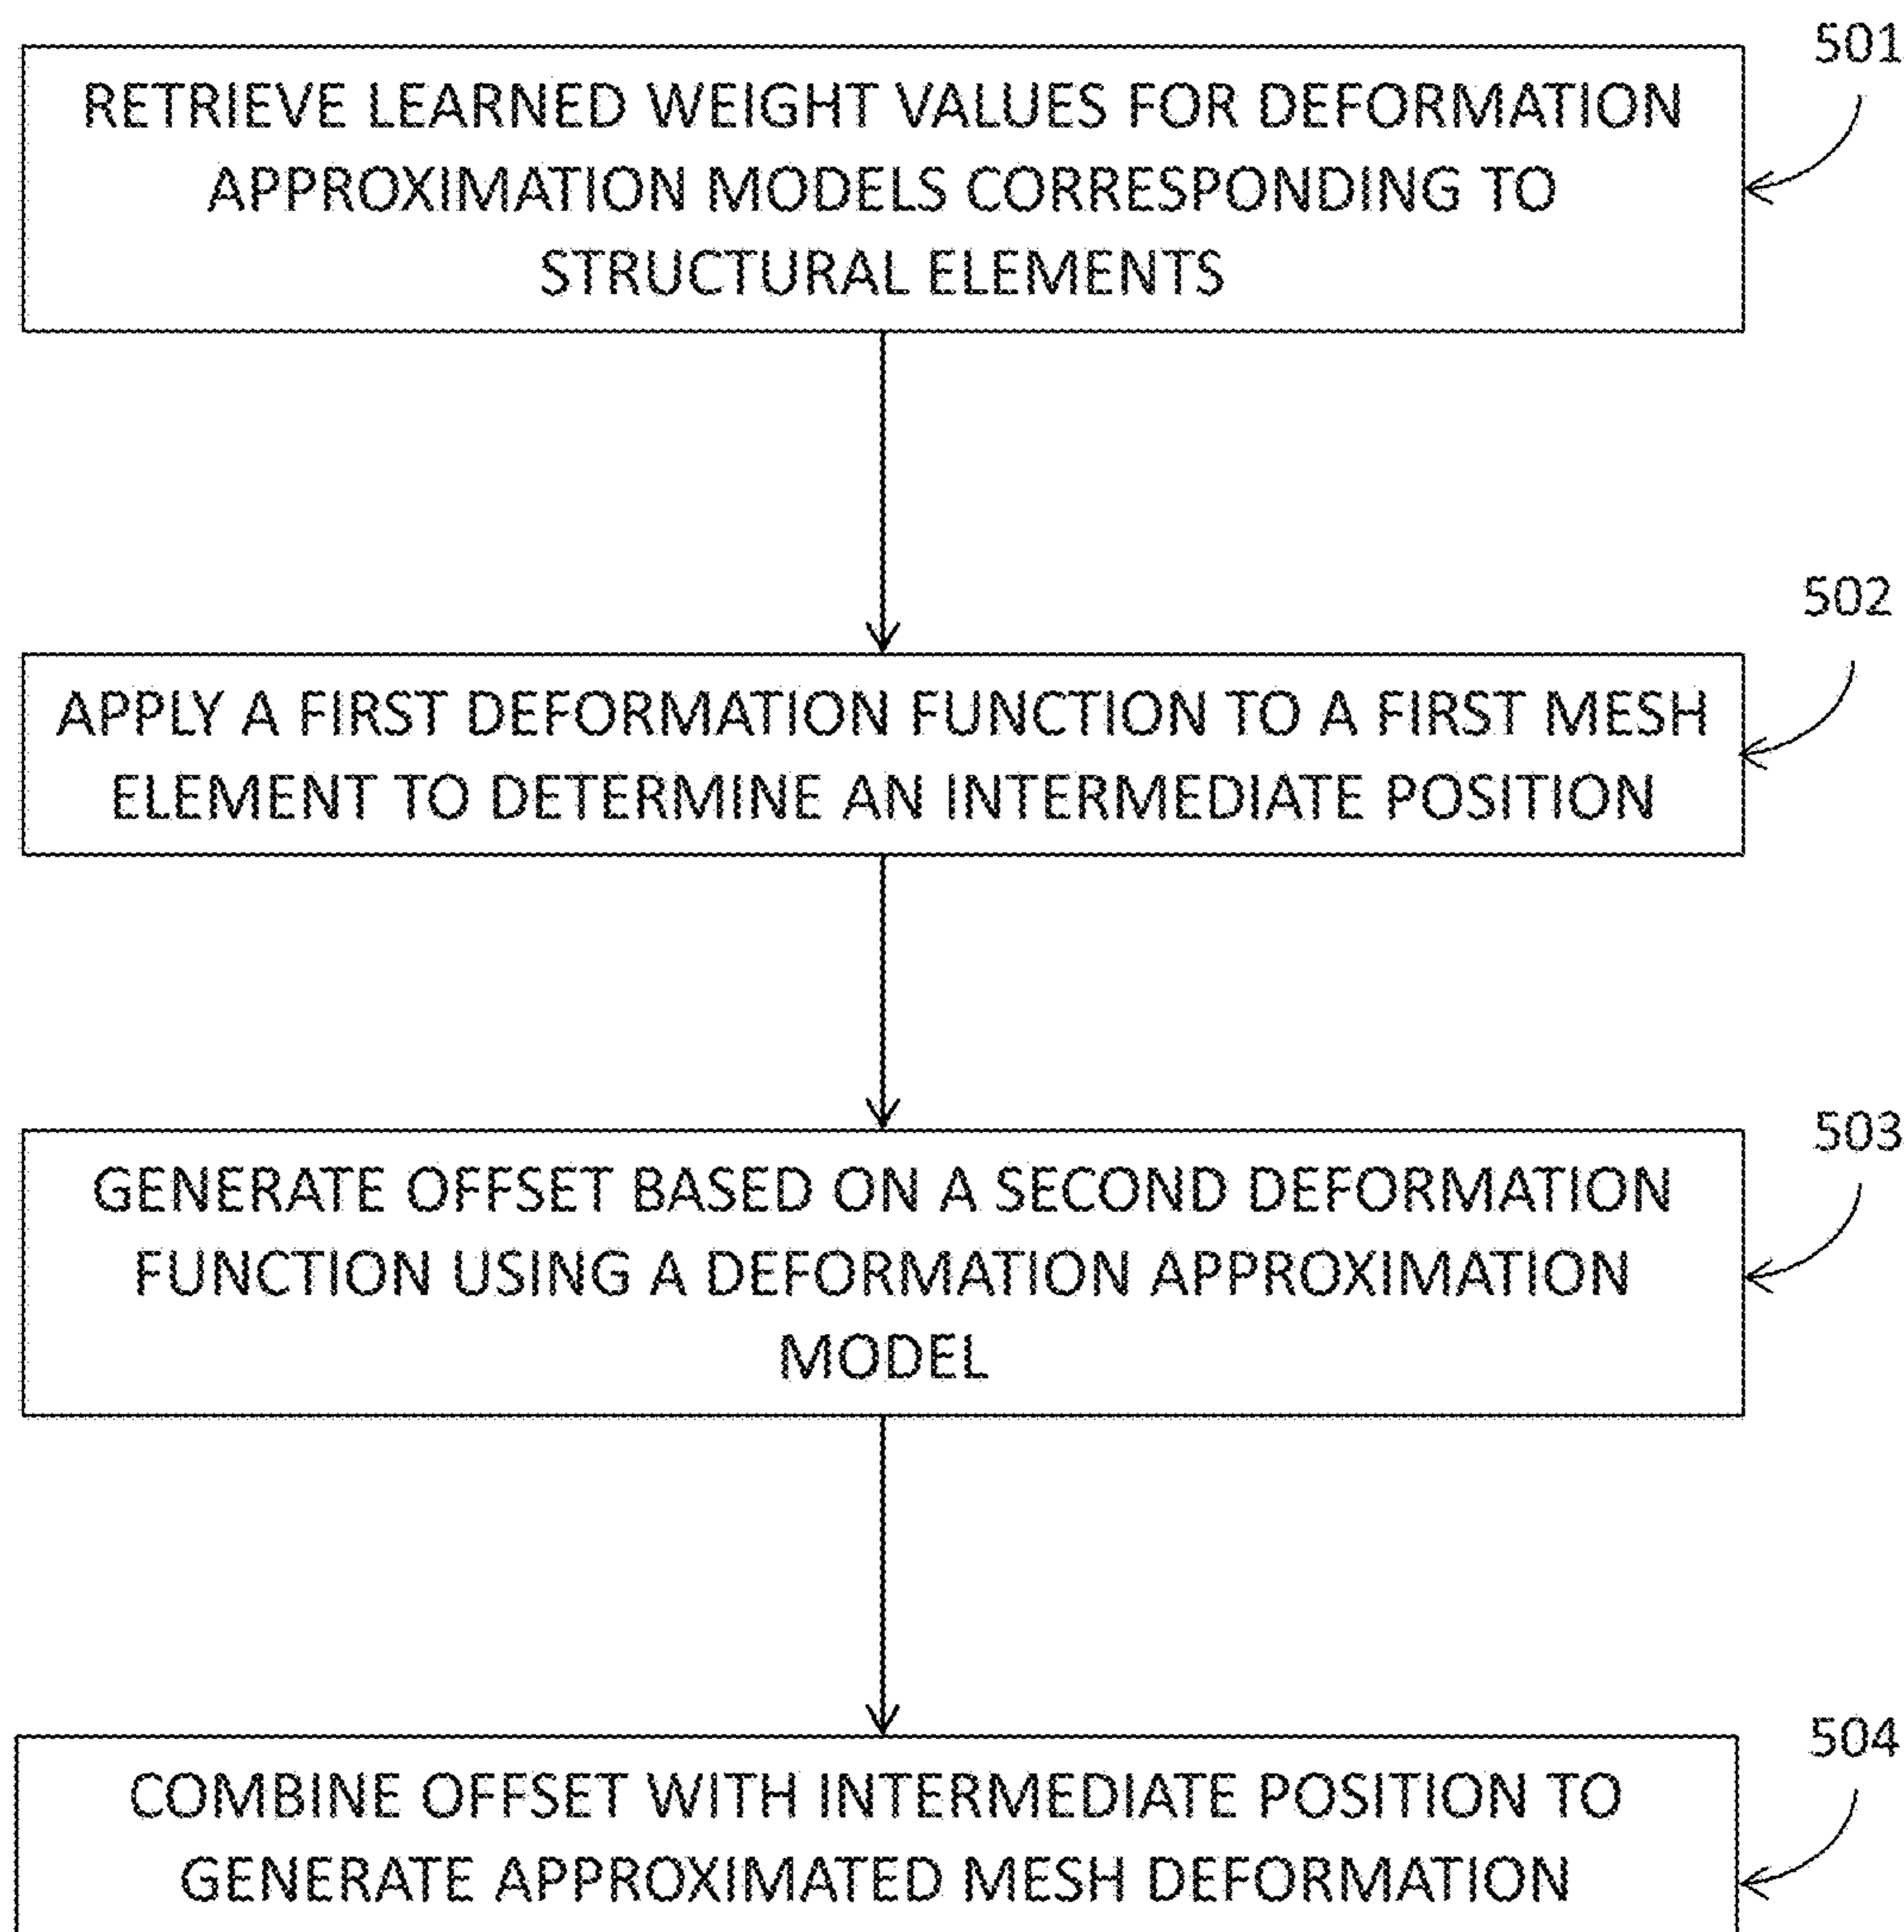 501
RETRIEVE LEARNED WEIGHT VALUES FOR DEFORMATION
APPROXIMATION MODELS CORRESPONDING TO
STRUCTURAL ELEMENTS
502
APPLY A FIRST DEFORMATION FUNCTION TO A FIRST MESH
ELEMENT TO DETERMINE AN INTERMEDIATE POSITION
503
GENERATE OFFSET BASED ON A SECOND DEFORMATION
FUNCTION USING A DEFORMATION APPROXIMATION
MODEL
504
COMBINE OFFSET WITH INTERMEDIATE POSITION TO
GENERATE APPROXIMATED MESH DEFORMATION